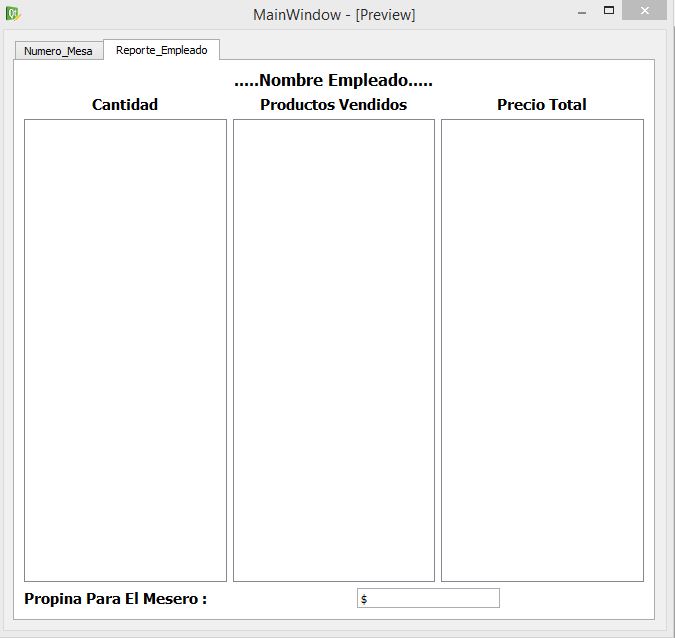 MainWindow - [Preview]
Numero_Mesa Reporte_Empleado
.....Nombre Empleado.....
Cantidad Productos Vendidos Precio Total
Propina Para El Mesero : $